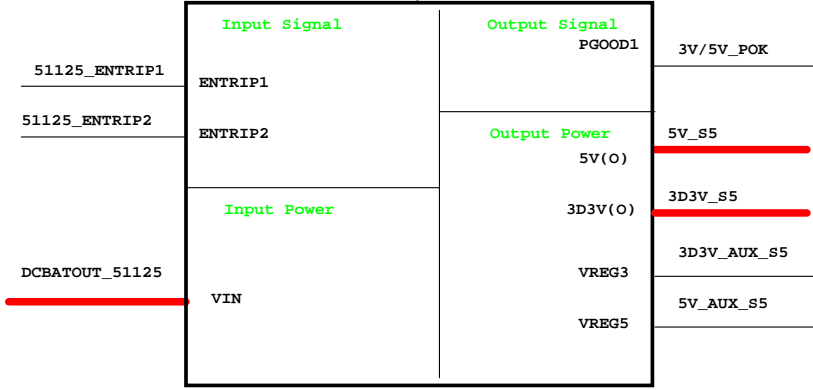 Input Signal
Output Signal
PGOOD1
3V/5V_POK
51125_ENTRIP1
ENTRIP1
51125_ENTRIP2
ENTRIP2
Output Power
5V_S5
5V(O)
Input Power
3D3V(O)
3D3V_S5
DCBATOUT_51125
VIN
VREG3
3D3V_AUX_S5
VREG5
5V_AUX_S5